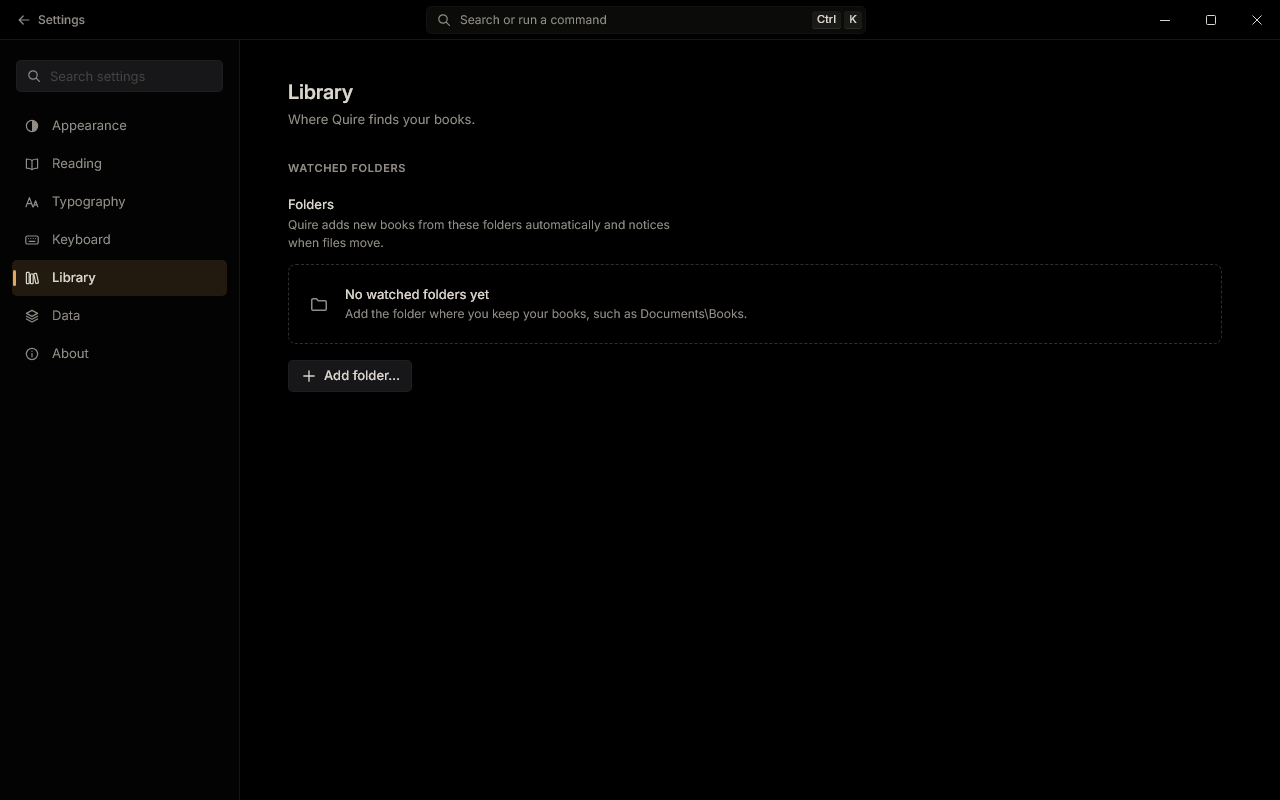 Settings
Search or run a command
Ctrl K
Search settings
Appearance
Reading
Typography
Keyboard
Library
Data
About
Library
Where Quire finds your books.
WATCHED FOLDERS
Folders
Quire adds new books from these folders automatically and notices
when files move.
No watched folders yet
Add the folder where you keep your books, such as Documents\Books.
Add folder...